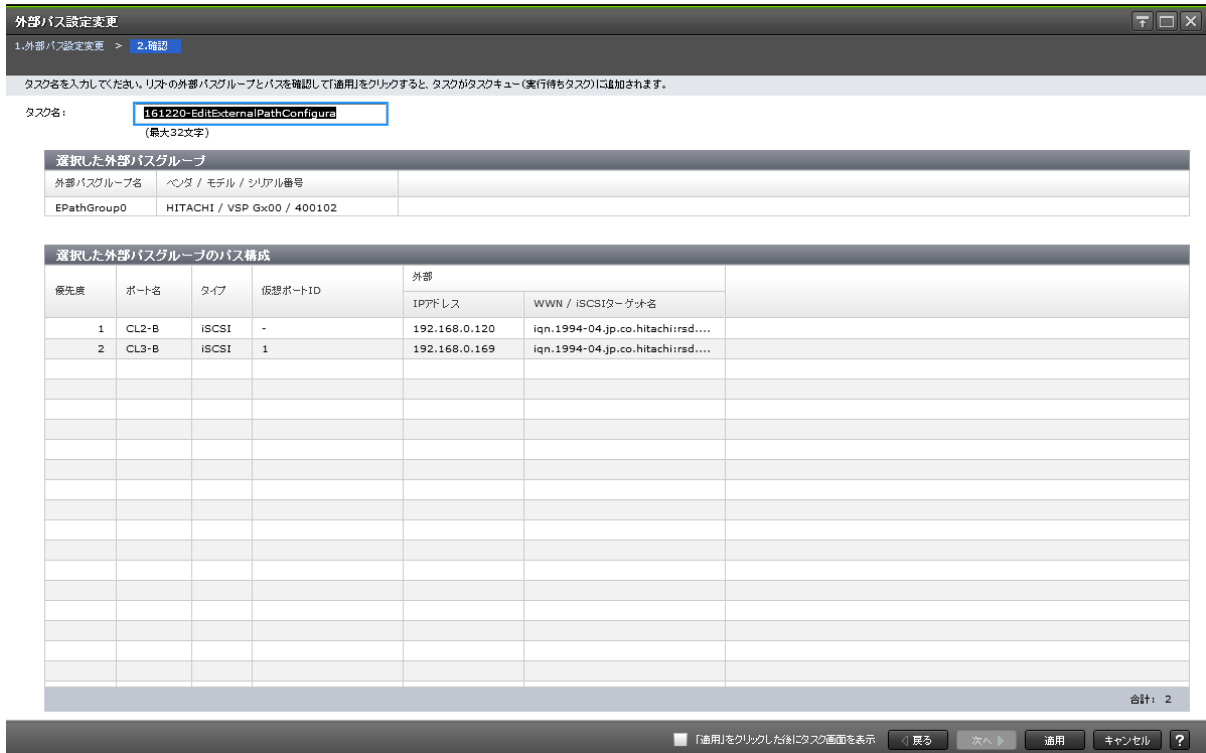 外部パス設定変更
1.外部パス設定変更 > 2.確認
タスク名を入力してください。リストの外部パスグループとパスを確認して「適用」をクリックすると、タスクがタスクキュー(実行待ちタスク)に追加されます。
タスク名: 161220-EditExternalPathConfigura
(最大32文字)
選択した外部パスグループ
外部パスグループ名 ベンダ / モデル / シリアル番号
EPathGroup0 HITACHI / VSP Gx00 / 400102
選択した外部パスグループのパス構成
優先度 ポート名 タイプ 仮想ポートID 外部
IPアドレス WWN / iSCSIターゲット名
1 CL2-B iSCSI - 192.168.0.120 iqn.1994-04.jp.co.hitachi:rsd....
2 CL3-B iSCSI 1 192.168.0.169 iqn.1994-04.jp.co.hitachi:rsd....
合計: 2
「適用」をクリックした後にタスク画面を表示 戻る 次へ 適用 キャンセル ?